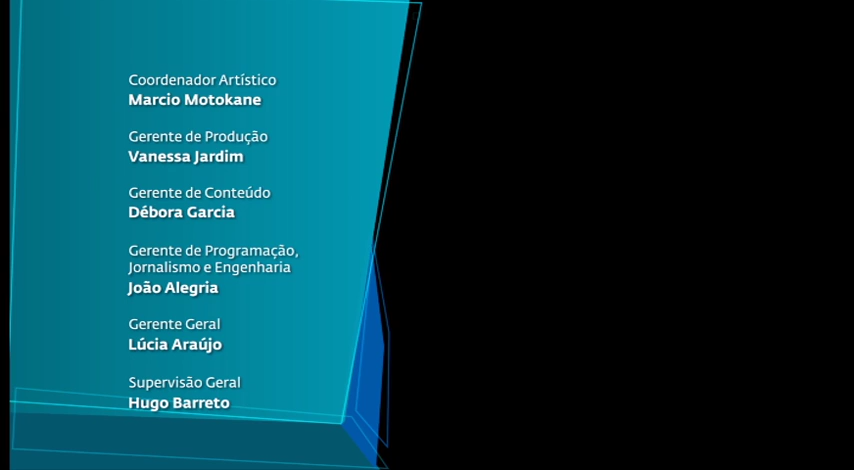 Coordenador Artístico
Marcio Motokane
Gerente de Produção
Vanessa Jardim
Gerente de Conteúdo
Débora Garcia
Gerente de Programação,
Jornalismo e Engenharia
João Alegria
Gerente Geral
Lúcia Araújo
Supervisão Geral
Hugo Barreto